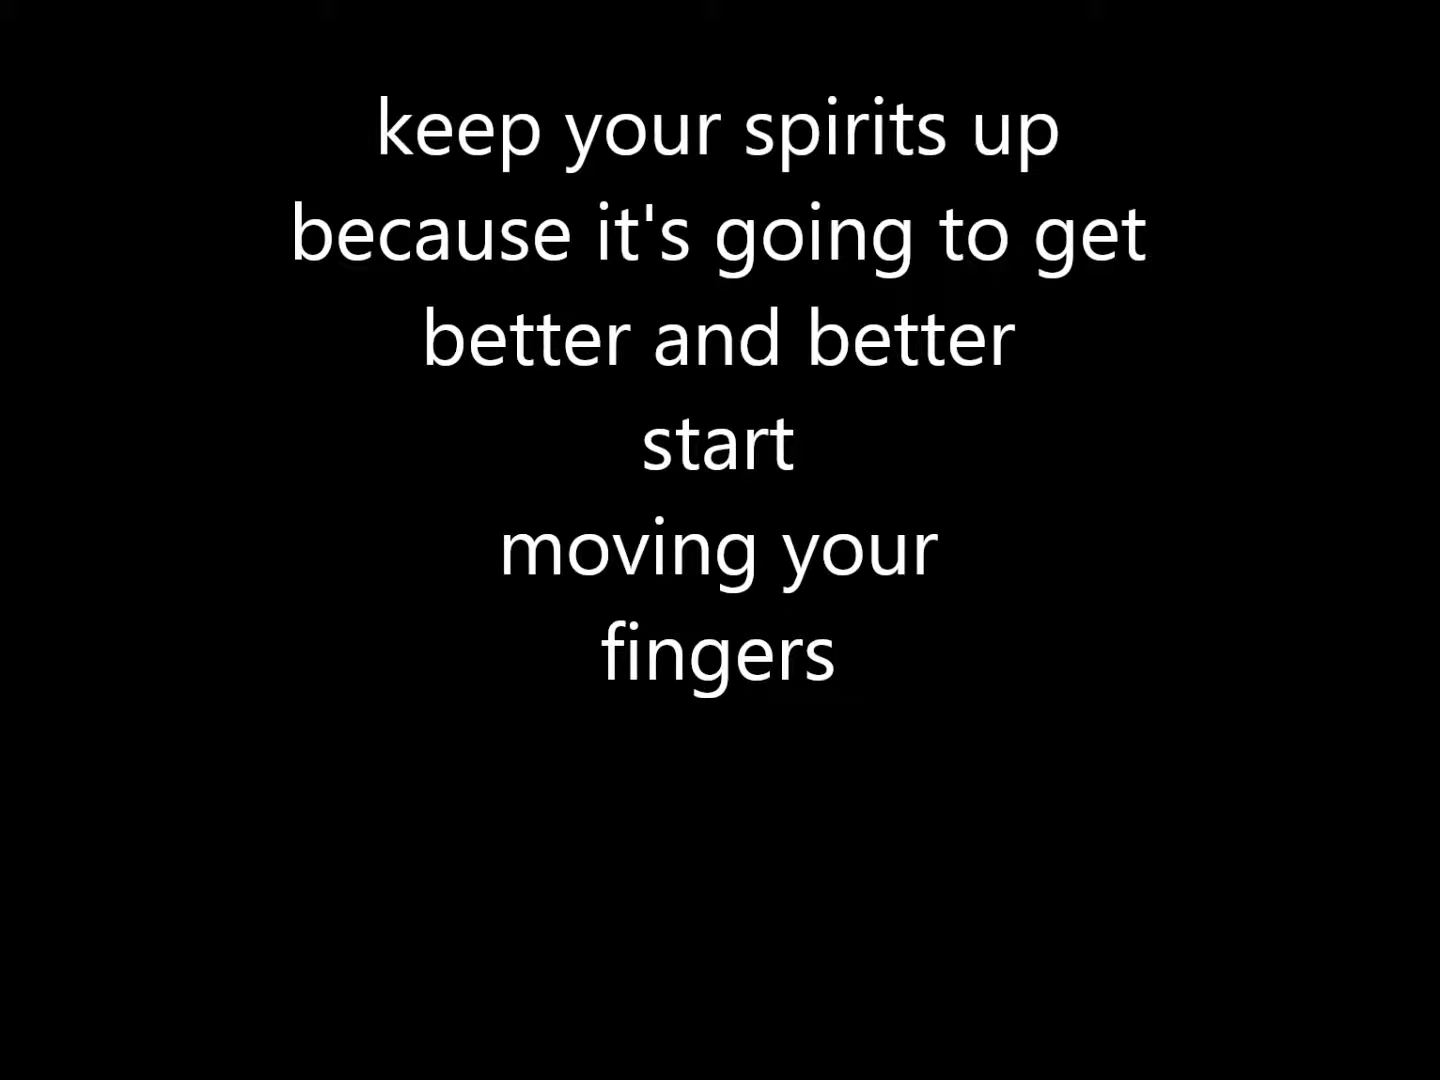 keep your spirits up
because it's going to get
better and better
start
moving your
fingers